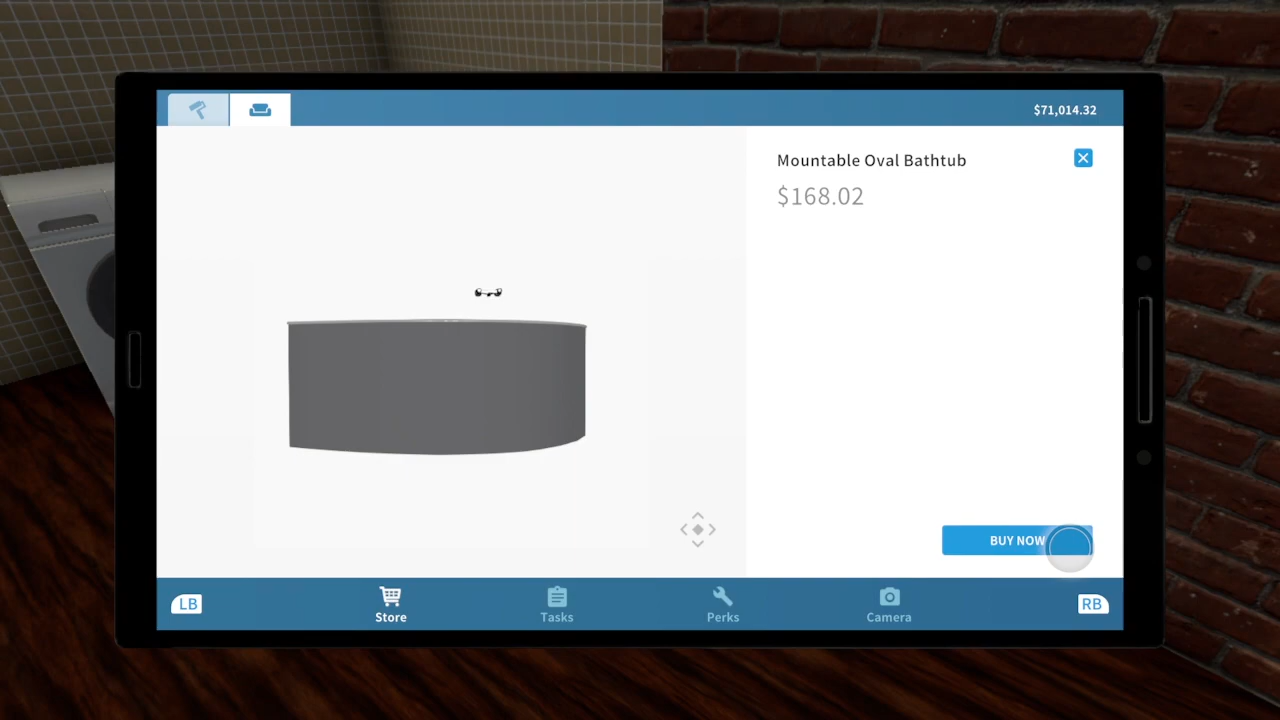 $71,014.32
Mountable Oval Bathtub
$168.02
BUY NOW
LB
Store
Tasks
Perks
Camera
RB